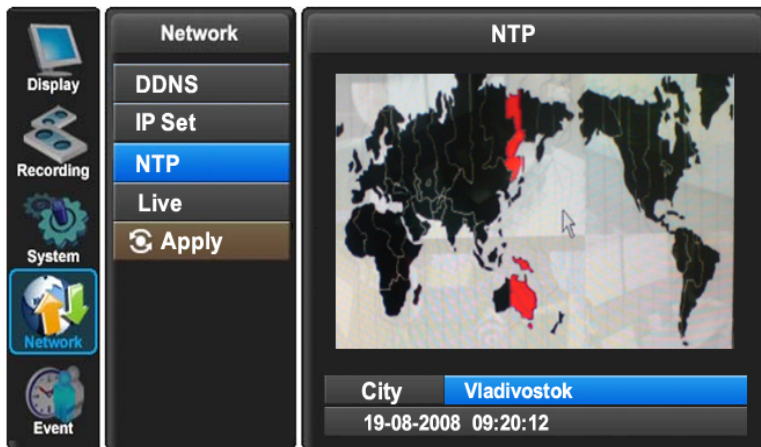 Display
Recording
System
Network
Event
Network
DDNS
IP Set
NTP
Live
Apply
NTP
City Vladivostok
19-08-2008 09:20:12